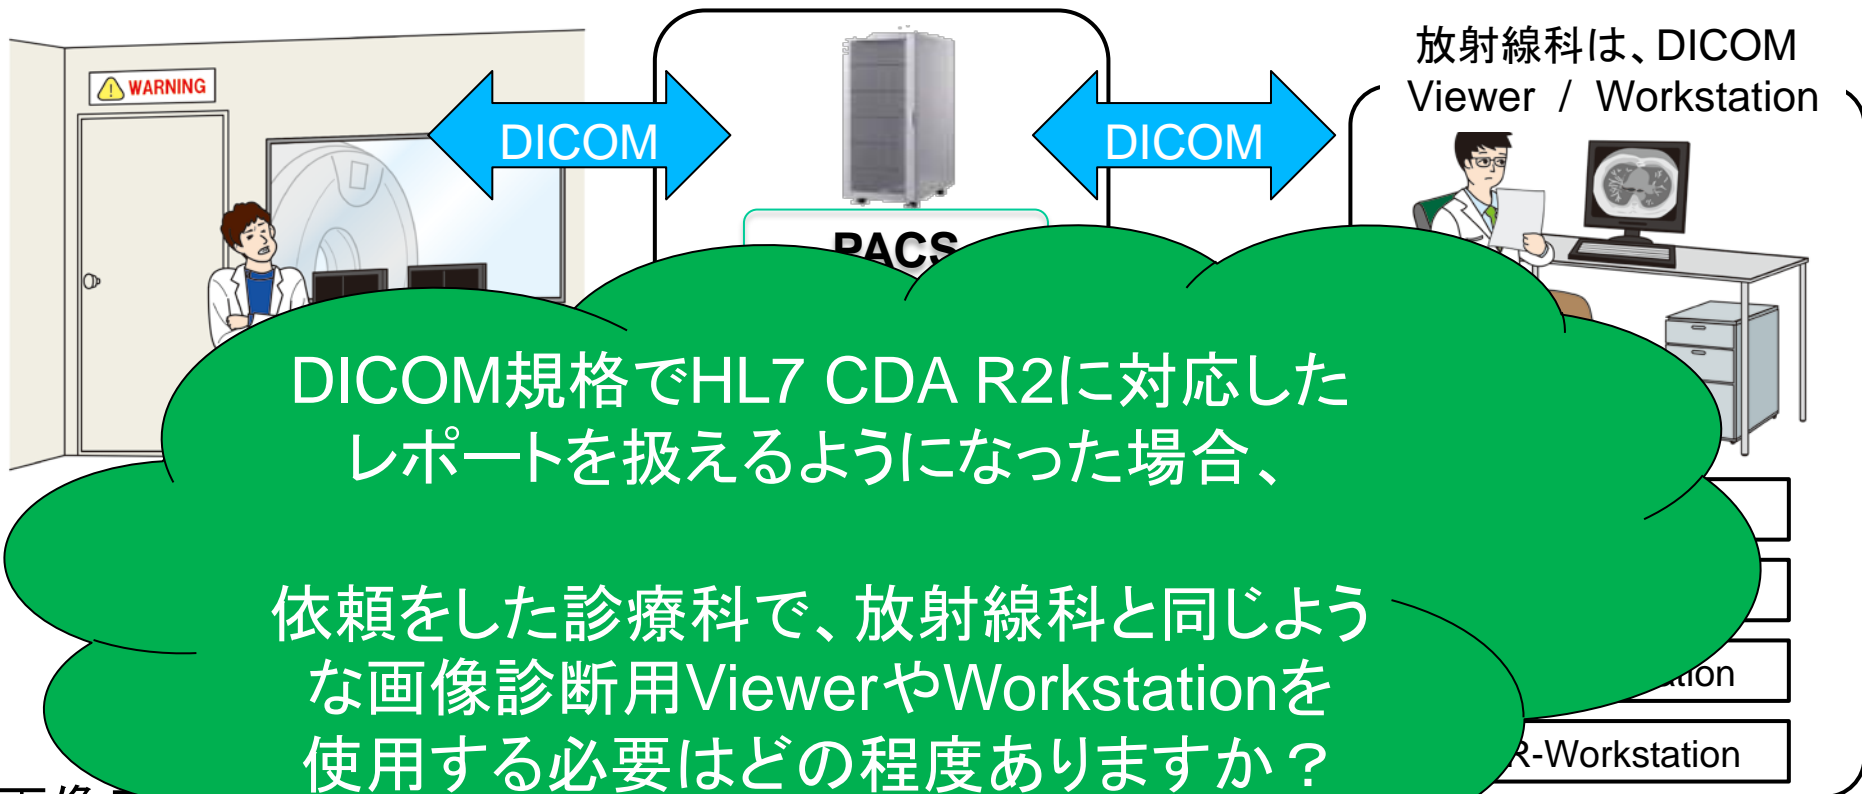 放射線科は、DICOM
Viewer / Workstation
WARNING
DICOM
DICOM
PACS
DICOM規格でHL7 CDA R2に対応した
レポートを扱えるようになった場合、
依頼をした診療科で、放射線科と同じよう
な画像診断用ViewerやWorkstationを
使用する必要はどの程度ありますか？
R-Workstation